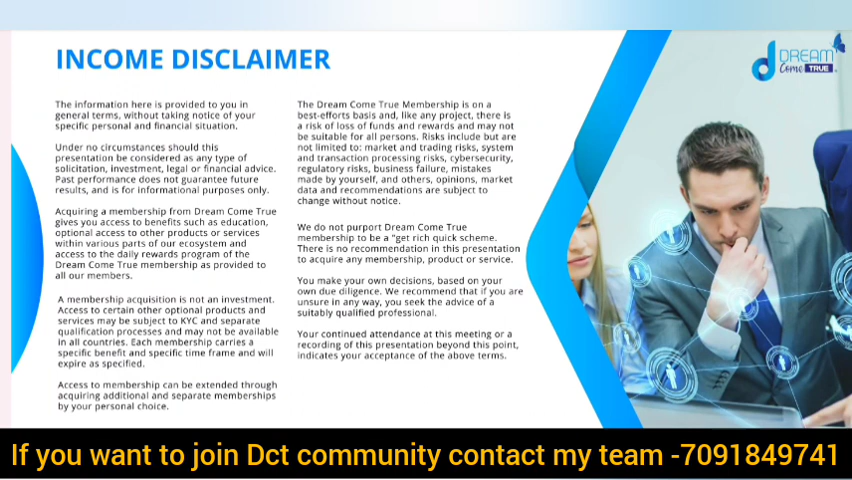 INCOME DISCLAIMER
DREAM
Come TRUE
The information here is provided to you in
general terms, without taking notice of your
specific personal and financial situation.
Under no circumstances should this
presentation be considered as any type of
solicitation, investment, legal or financial advice.
Past performance does not guarantee future
results, and is for informational purposes only.
Acquiring a membership from Dream Come True
gives you access to benefits such as education,
optional access to other products or services
within various parts of our ecosystem and
access to the daily rewards program of the
Dream Come True membership as provided to
all our members.
A membership acquisition is not an investment.
Access to certain other optional products and
services may be subject to KYC and separate
qualification processes and may not be available
in all countries. Each membership carries a
specific benefit and specific time frame and will
expire as specified.
Access to membership can be extended through
acquiring additional and separate memberships
by your personal choice.
The Dream Come True Membership is on a
best-efforts basis and, like any project, there is
a risk of loss of funds and rewards and may not
be suitable for all persons. Risks include but are
not limited to: market and trading risks, system
and transaction processing risks, cybersecurity,
regulatory risks, business failure, mistakes
made by yourself, and others, opinions, market
data and recommendations are subject to
change without notice.
We do not purport Dream Come True
membership to be a "get rich quick scheme.
There is no recommendation in this presentation
to acquire any membership, product or service.
You make your own decisions, based on your
own due diligence. We recommend that if you are
unsure in any way, you seek the advice of a
suitably qualified professional.
Your continued attendance at this meeting or a
recording of this presentation beyond this point,
indicates your acceptance of the above terms.
If you want to join Dct community contact my team -7091849741